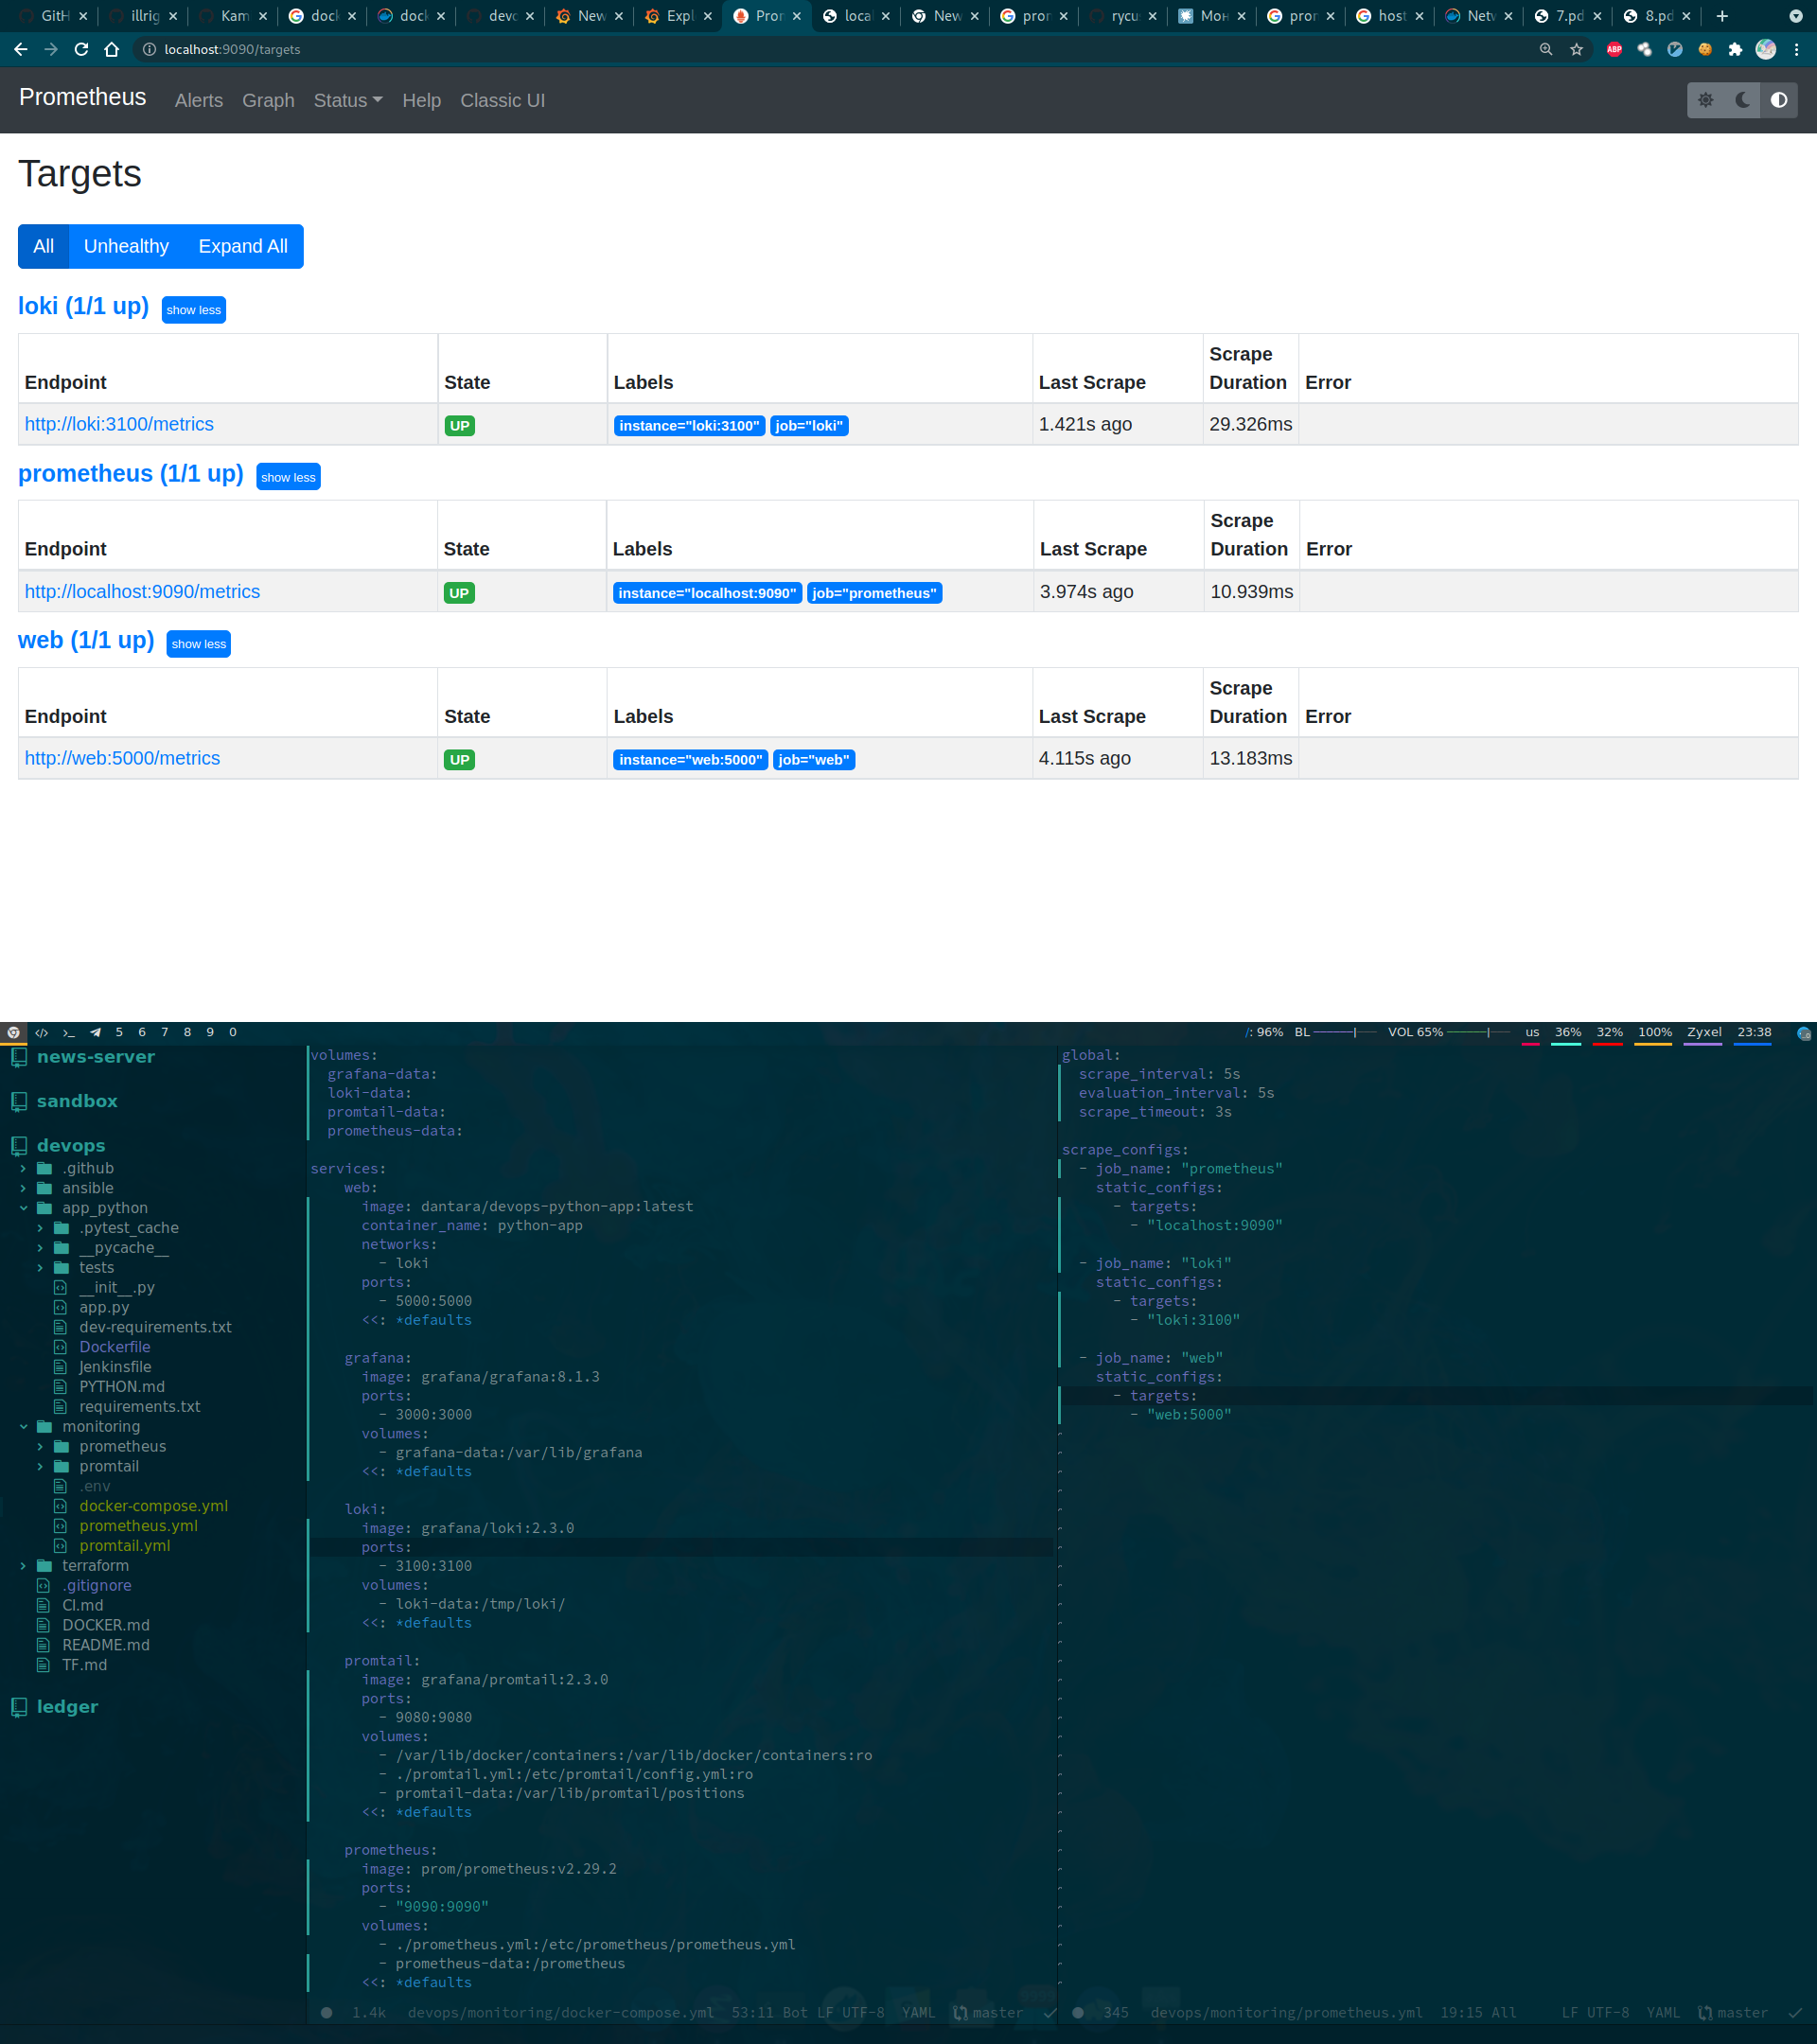 GitH illrig Kam dock dock devo New Expl Pror local New pron rycu Мон pron host Netv 7.pd 8.pd
localhost:9090/targets ABP
Prometheus Alerts Graph Status Help Classic UI
Targets
All Unhealthy Expand All
loki (1/1 up) show less
Endpoint State Labels Last Scrape Scrape Duration Error
http://loki:3100/metrics UP instance="loki:3100" job="loki" 1.421s ago 29.326ms
prometheus (1/1 up) show less
Endpoint State Labels Last Scrape Scrape Duration Error
http://localhost:9090/metrics UP instance="localhost:9090" job="prometheus" 3.974s ago 10.939ms
web (1/1 up) show less
Endpoint State Labels Last Scrape Scrape Duration Error
http://web:5000/metrics UP instance="web:5000" job="web" 4.115s ago 13.183ms
5 6 7 8 9 0 /: 96% BL VOL 65% us 36% 32% 100% Zyxel 23:38
news-server
sandbox
devops
.github
ansible
app_python
.pytest_cache
__pycache__
tests
__init__.py
app.py
dev-requirements.txt
Dockerfile
Jenkinsfile
PYTHON.md
requirements.txt
monitoring
prometheus
promtail
.env
docker-compose.yml
prometheus.yml
promtail.yml
terraform
.gitignore
CI.md
DOCKER.md
README.md
TF.md
ledger
volumes:
grafana-data:
loki-data:
promtail-data:
prometheus-data:
services:
web:
image: dantara/devops-python-app:latest
container_name: python-app
networks:
- loki
ports:
- 5000:5000
<<: *defaults
grafana:
image: grafana/grafana:8.1.3
ports:
- 3000:3000
volumes:
- grafana-data:/var/lib/grafana
<<: *defaults
loki:
image: grafana/loki:2.3.0
ports:
- 3100:3100
volumes:
- loki-data:/tmp/loki/
<<: *defaults
promtail:
image: grafana/promtail:2.3.0
ports:
- 9080:9080
volumes:
- /var/lib/docker/containers:/var/lib/docker/containers:ro
- ./promtail.yml:/etc/promtail/config.yml:ro
- promtail-data:/var/lib/promtail/positions
<<: *defaults
prometheus:
image: prom/prometheus:v2.29.2
ports:
- "9090:9090"
volumes:
- ./prometheus.yml:/etc/prometheus/prometheus.yml
- prometheus-data:/prometheus
<<: *defaults
1.4k devops/monitoring/docker-compose.yml 53:11 Bot LF UTF-8 YAML master
global:
scrape_interval: 5s
evaluation_interval: 5s
scrape_timeout: 3s
scrape_configs:
- job_name: "prometheus"
static_configs:
- targets:
- "localhost:9090"
- job_name: "loki"
static_configs:
- targets:
- "loki:3100"
- job_name: "web"
static_configs:
- targets:
- "web:5000"
345 devops/monitoring/prometheus.yml 19:15 All LF UTF-8 YAML master